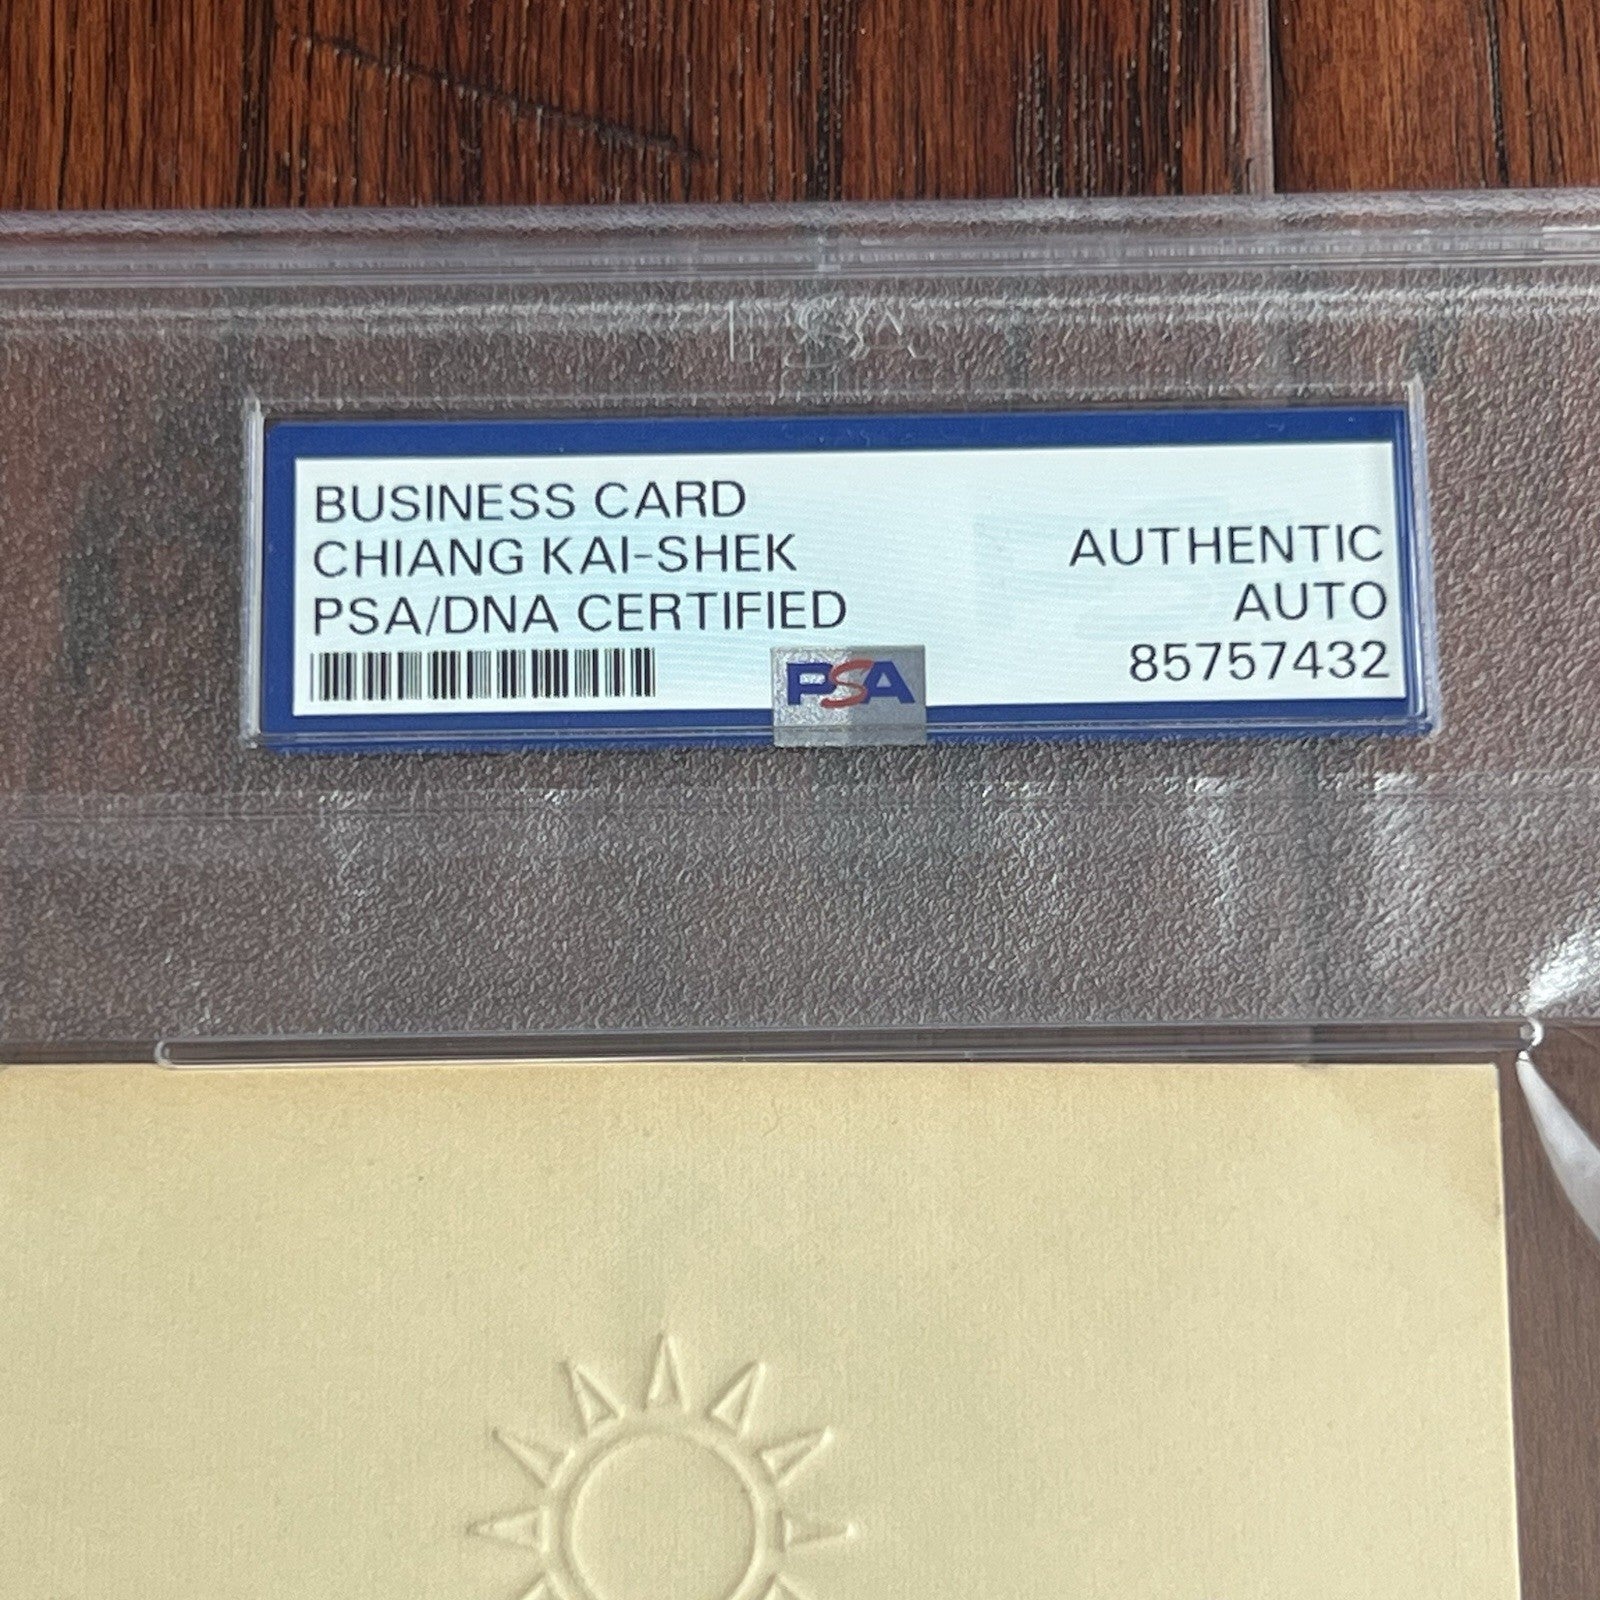 BUSINESS CARD
CHIANG KAI-SHEK
PSA/DNA CERTIFIED
AUTHENTIC
AUTO
85757432
PSA